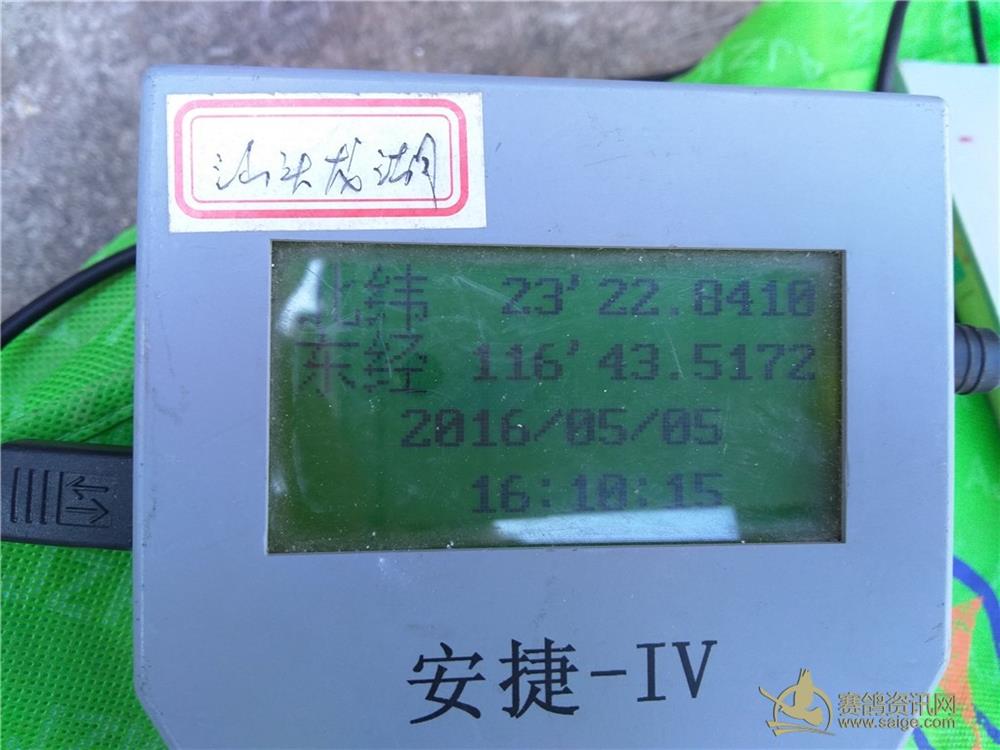 汕头龙湖
北纬 23'22.8410
东经 116'43.5172
2016/05/05
16:10:15
安捷-IV
赛鸽资讯网
www.saige.com